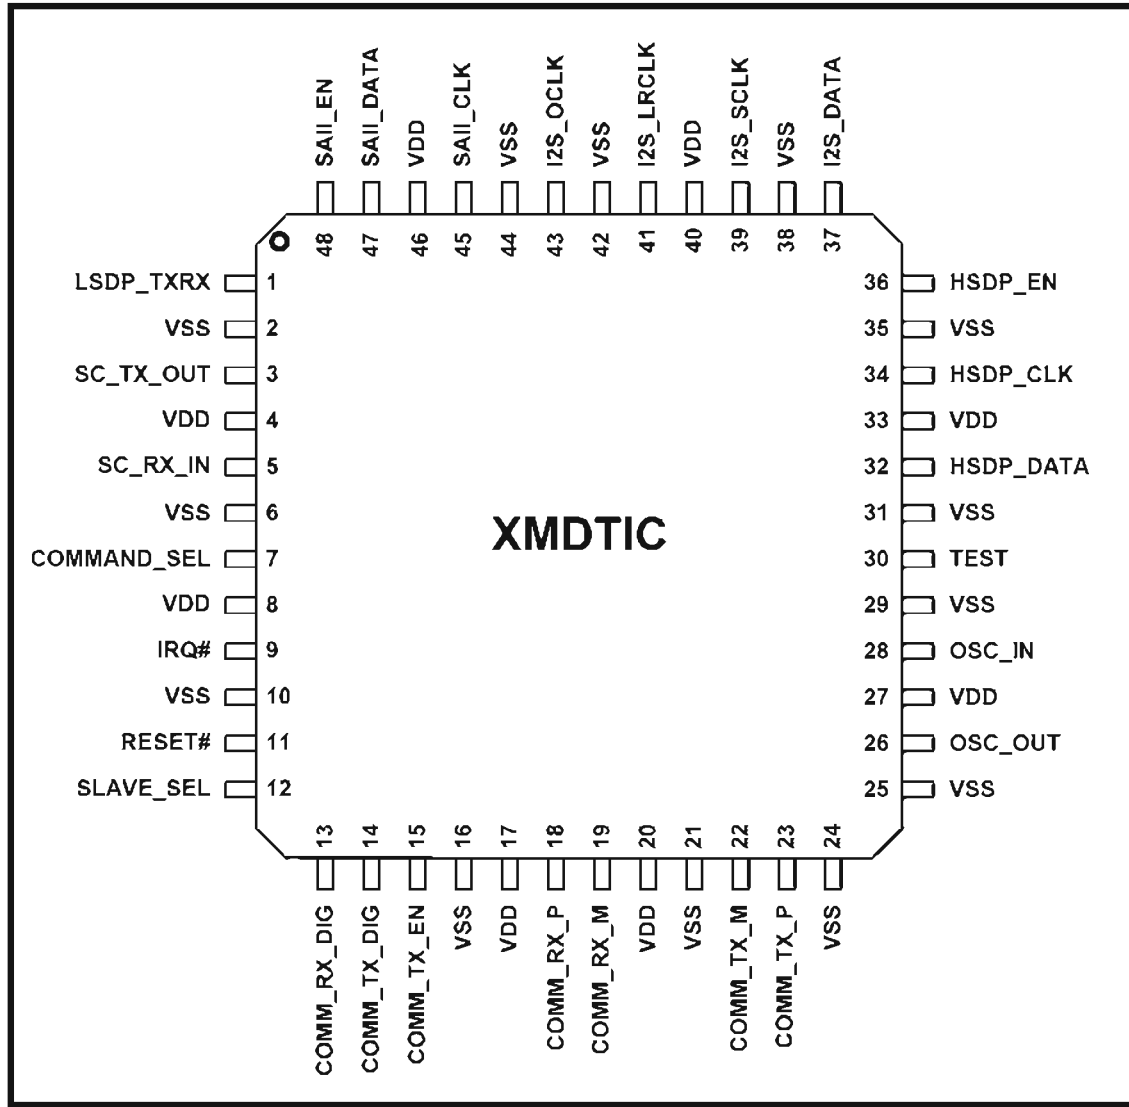 SAII_EN
SAII_DATA
VDD
SAII_CLK
VSS
I2S_OCLK
VSS
I2S_LRCLK
VDD
I2S_SCLK
VSS
I2S_DATA
48 47 46 45 44 43 42 41 40 39 38 37
LSDP_TXRX 1
36 HSDP_EN
VSS 2
35 VSS
SC_TX_OUT 3
34 HSDP_CLK
VDD 4
33 VDD
SC_RX_IN 5
32 HSDP_DATA
VSS 6
31 VSS
XMDTIC
COMMAND_SEL 7
30 TEST
VDD 8
29 VSS
IRQ# 9
28 OSC_IN
VSS 10
27 VDD
RESET# 11
26 OSC_OUT
SLAVE_SEL 12
25 VSS
13 14 15 16 17 18 19 20 21 22 23 24
COMM_RX_DIG
COMM_TX_DIG
COMM_TX_EN
VSS
VDD
COMM_RX_P
COMM_RX_M
VDD
VSS
COMM_TX_M
COMM_TX_P
VSS